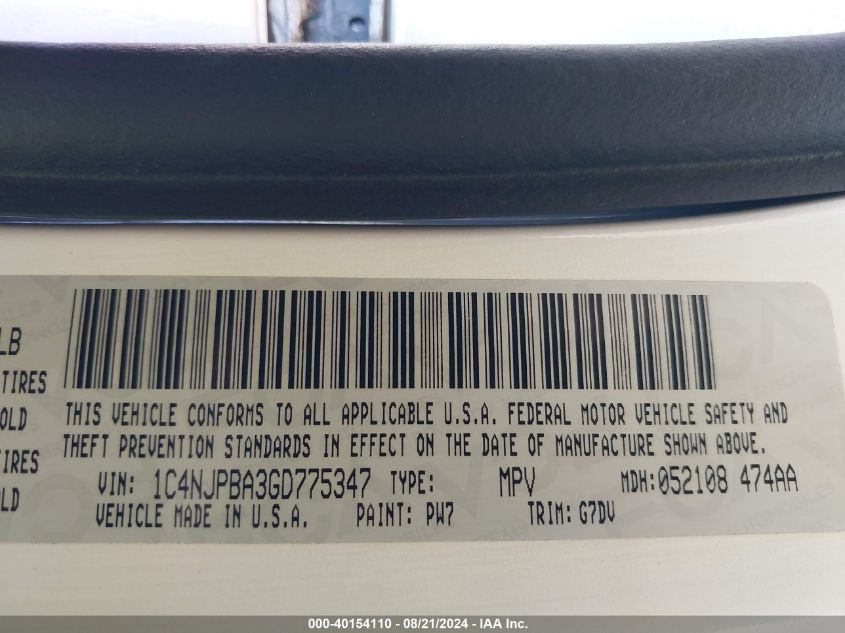 LB
TIRES
OLD
TIRES
OLD
THIS VEHICLE CONFORMS TO ALL APPLICABLE U.S.A. FEDERAL MOTOR VEHICLE SAFETY AND
THEFT PREVENTION STANDARDS IN EFFECT ON THE DATE OF MANUFACTURE SHOWN ABOVE.
VIN: 1C4NJPBA3GD775347 TYPE: MPV MDH: 052108 474AA
VEHICLE MADE IN U.S.A. PAINT: PW7 TRIM: G7DV
000-40154110 - 08/21/2024 - IAA Inc.